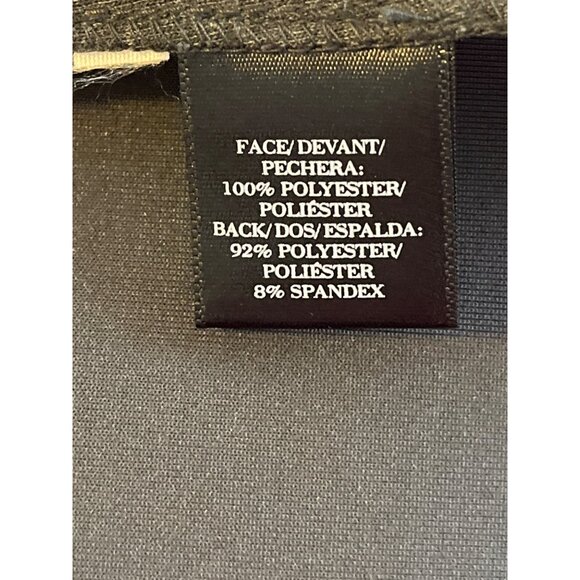 FACE/DEVANT/
PECHERA:
100% POLYESTER/
POLIÉSTER
BACK/DOS/ESPALDA:
92% POLYESTER/
POLIÉSTER
8% SPANDEX